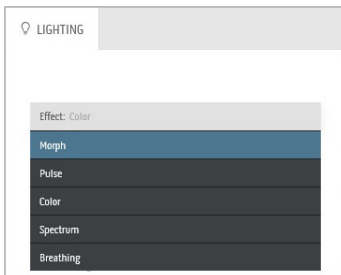 LIGHTING
Effect: Color
Morph
Pulse
Color
Spectrum
Breathing